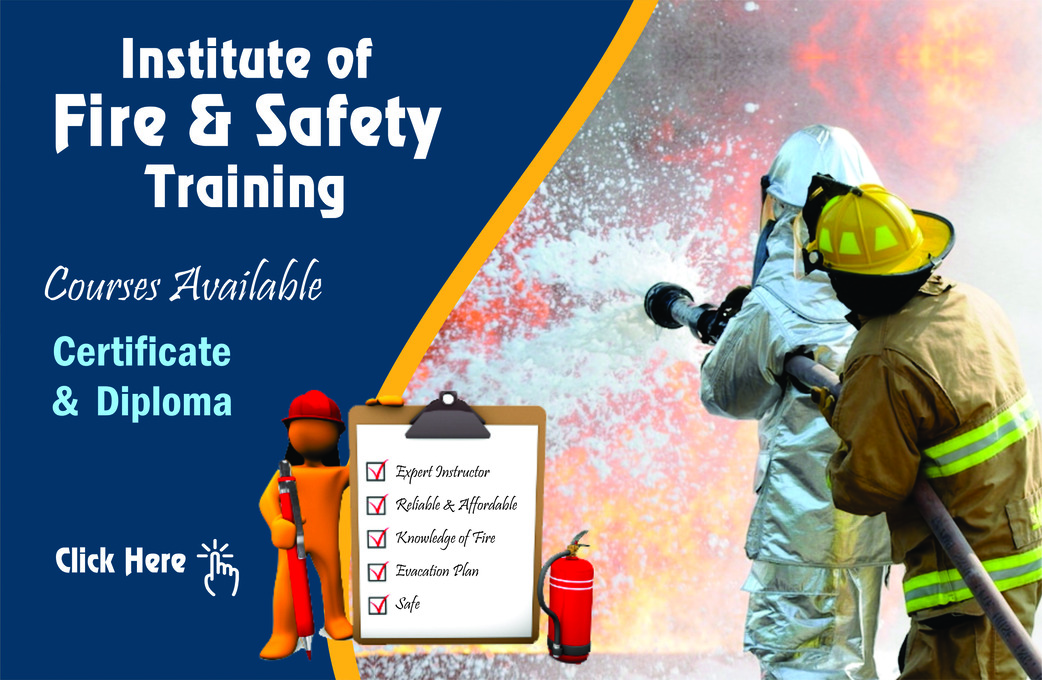 Institute of
Fire & Safety
Training
Courses Available
Certificate
& Diploma
Expert Instructor
Reliable & Affordable
Knowledge of Fire
Evacation Plan
Safe
Click Here